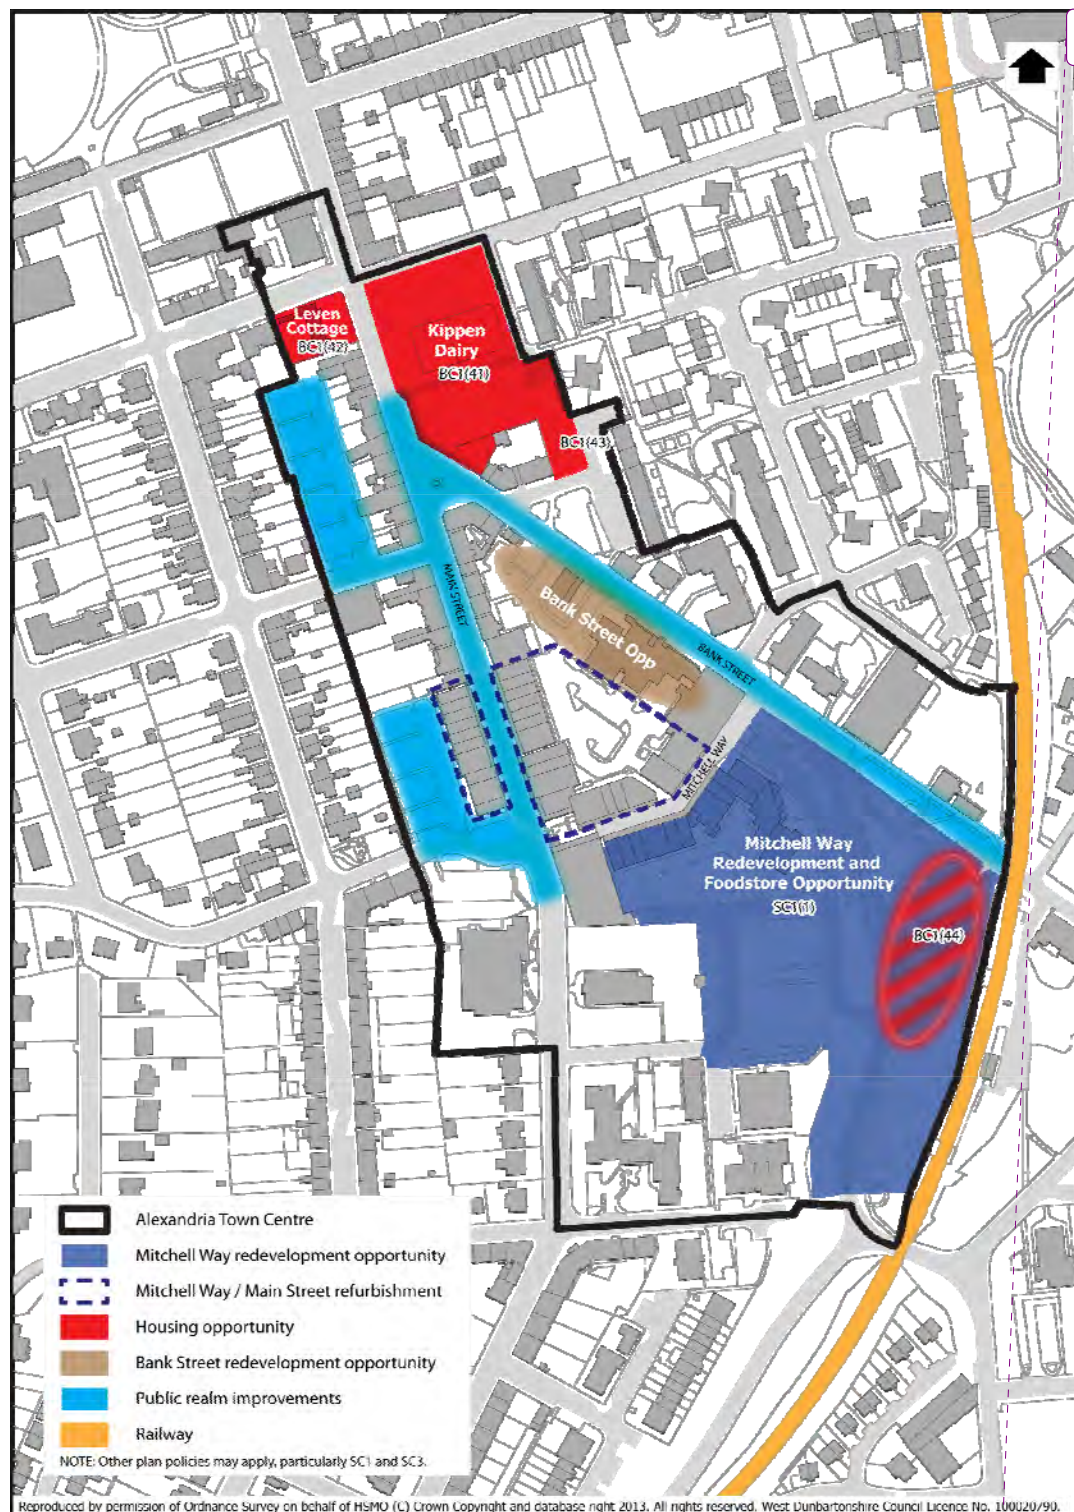 Leven
Cottage
BC1(42)
Kippen
Dairy
BC1(41)
BC1(43)
MAIN STREET
Bank Street Opp
BANK STREET
MITCHELL WAY
Mitchell Way
Redevelopment and
Foodstore Opportunity
SC1(1)
BC1(44)
Alexandria Town Centre
Mitchell Way redevelopment opportunity
Mitchell Way / Main Street refurbishment
Housing opportunity
Bank Street redevelopment opportunity
Public realm improvements
Railway
NOTE: Other plan policies may apply, particularly SC1 and SC3.
Reproduced by permission of Ordnance Survey on behalf of HSMO (C) Crown Copyright and database right 2013. All rights reserved. West Dunbartonshire Council Licence No. 100020790.